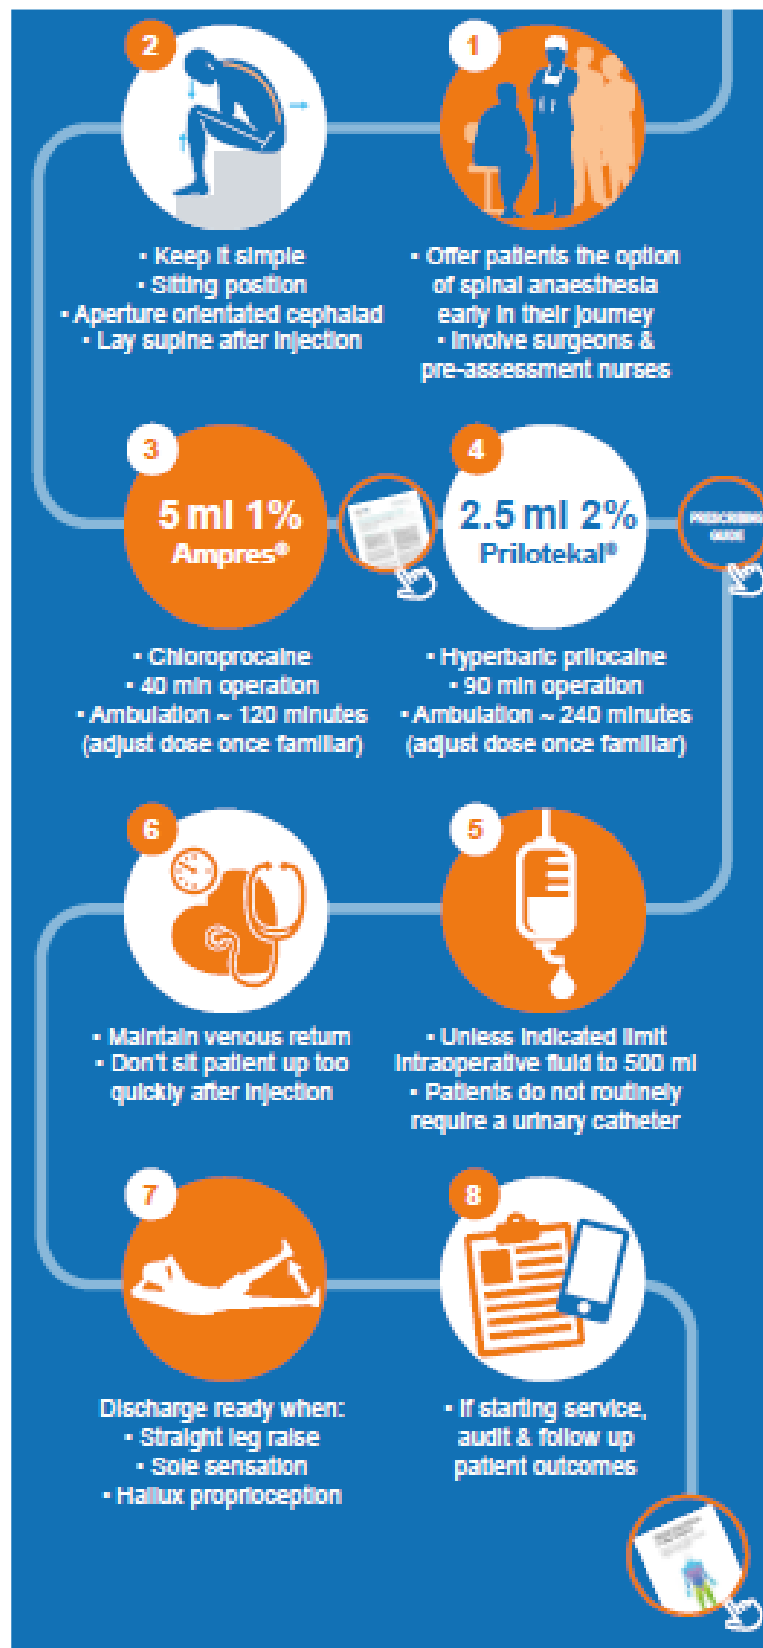 1
• Offer patients the option
of spinal anaesthesia
early in their journey
• Involve surgeons &
pre-assessment nurses
2
• Keep it simple
• Sitting position
• Aperture orientated cephalad
• Lay supine after injection
3
5 ml 1%
Ampres®
• Chloroprocaine
• 40 min operation
• Ambulation ~ 120 minutes
(adjust dose once familiar)
4
2.5 ml 2%
Prilotekal®
• Hyperbaric prilocaine
• 90 min operation
• Ambulation ~ 240 minutes
(adjust dose once familiar)
PRESCRIBING
GUIDE
5
• Unless indicated limit
intraoperative fluid to 500 ml
• Patients do not routinely
require a urinary catheter
6
• Maintain venous return
• Don't sit patient up too
quickly after injection
7
Discharge ready when:
• Straight leg raise
• Sole sensation
• Hallux proprioception
8
• If starting service,
audit & follow up
patient outcomes